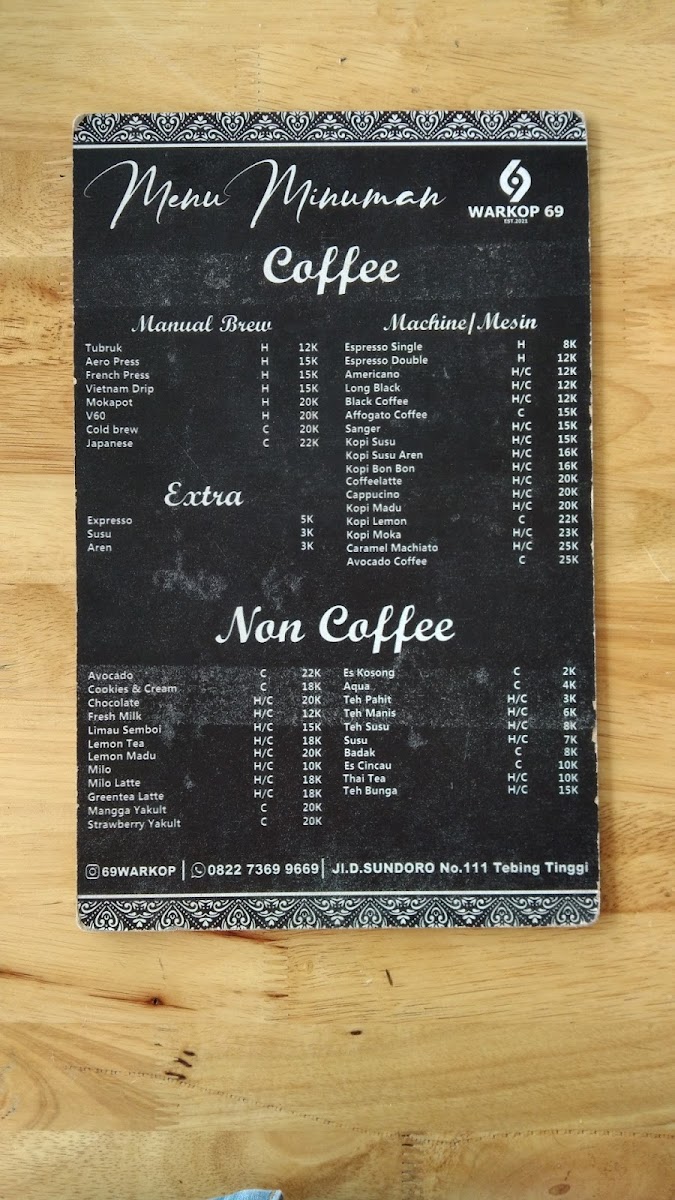 Menu Minuman
WARKOP 69
EST.2021
Coffee
Manual Brew
Tubruk H 12K
Aero Press H 15K
French Press H 15K
Vietnam Drip H 15K
Mokapot H 20K
V60 H 20K
Cold brew C 20K
Japanese C 22K
Extra
Expresso 5K
Susu 3K
Aren 3K
Machine/Mesin
Espresso Single H 8K
Espresso Double H 12K
Americano H/C 12K
Long Black H/C 12K
Black Coffee H/C 12K
Affogato Coffee C 15K
Sanger H/C 15K
Kopi Susu H/C 15K
Kopi Susu Aren H/C 16K
Kopi Bon Bon H/C 16K
Coffeelatte H/C 20K
Cappucino H/C 20K
Kopi Madu H/C 20K
Kopi Lemon C 22K
Kopi Moka H/C 23K
Caramel Machiato H/C 25K
Avocado Coffee C 25K
Non Coffee
Avocado C 22K
Cookies & Cream C 18K
Chocolate H/C 20K
Fresh Milk H/C 12K
Limau Semboi H/C 15K
Lemon Tea H/C 18K
Lemon Madu H/C 20K
Milo H/C 10K
Milo Latte H/C 18K
Greentea Latte H/C 18K
Mangga Yakult C 20K
Strawberry Yakult C 20K
Es Kosong C 2K
Aqua C 4K
Teh Pahit H/C 3K
Teh Manis H/C 6K
Teh Susu H/C 8K
Susu H/C 7K
Badak C 8K
Es Cincau C 10K
Thai Tea H/C 10K
Teh Bunga H/C 15K
69WARKOP | 0822 7369 9669 | Jl.D.SUNDORO No.111 Tebing Tinggi